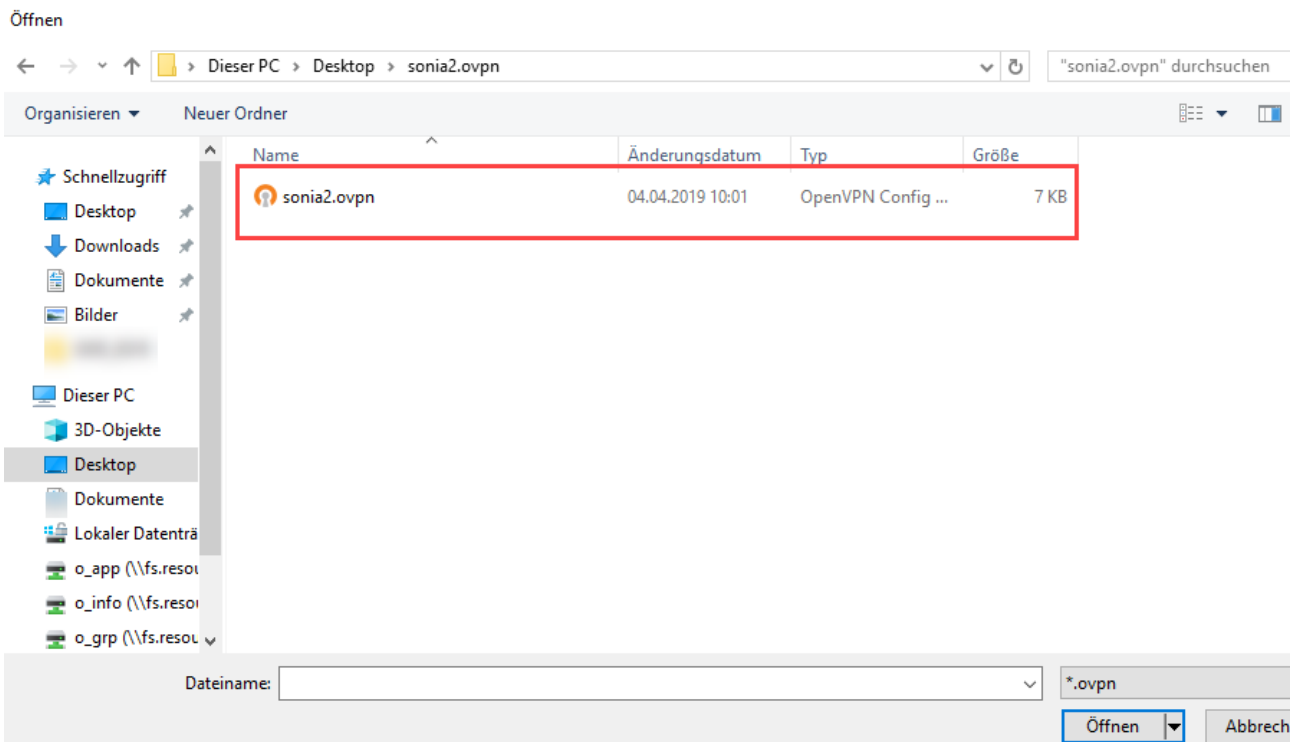 Öffnen
Dieser PC > Desktop > sonia2.ovpn
"sonia2.ovpn" durchsuchen
Organisieren
Neuer Ordner
Name
Änderungsdatum
Typ
Größe
sonia2.ovpn
04.04.2019 10:01
OpenVPN Config ...
7 KB
Schnellzugriff
Desktop
Downloads
Dokumente
Bilder
Dieser PC
3D-Objekte
Desktop
Dokumente
Lokaler Datenträ
o_app (\\fs.resou
o_info (\\fs.resou
o_grp (\\fs.resou
Dateiname:
*.ovpn
Öffnen
Abbrech